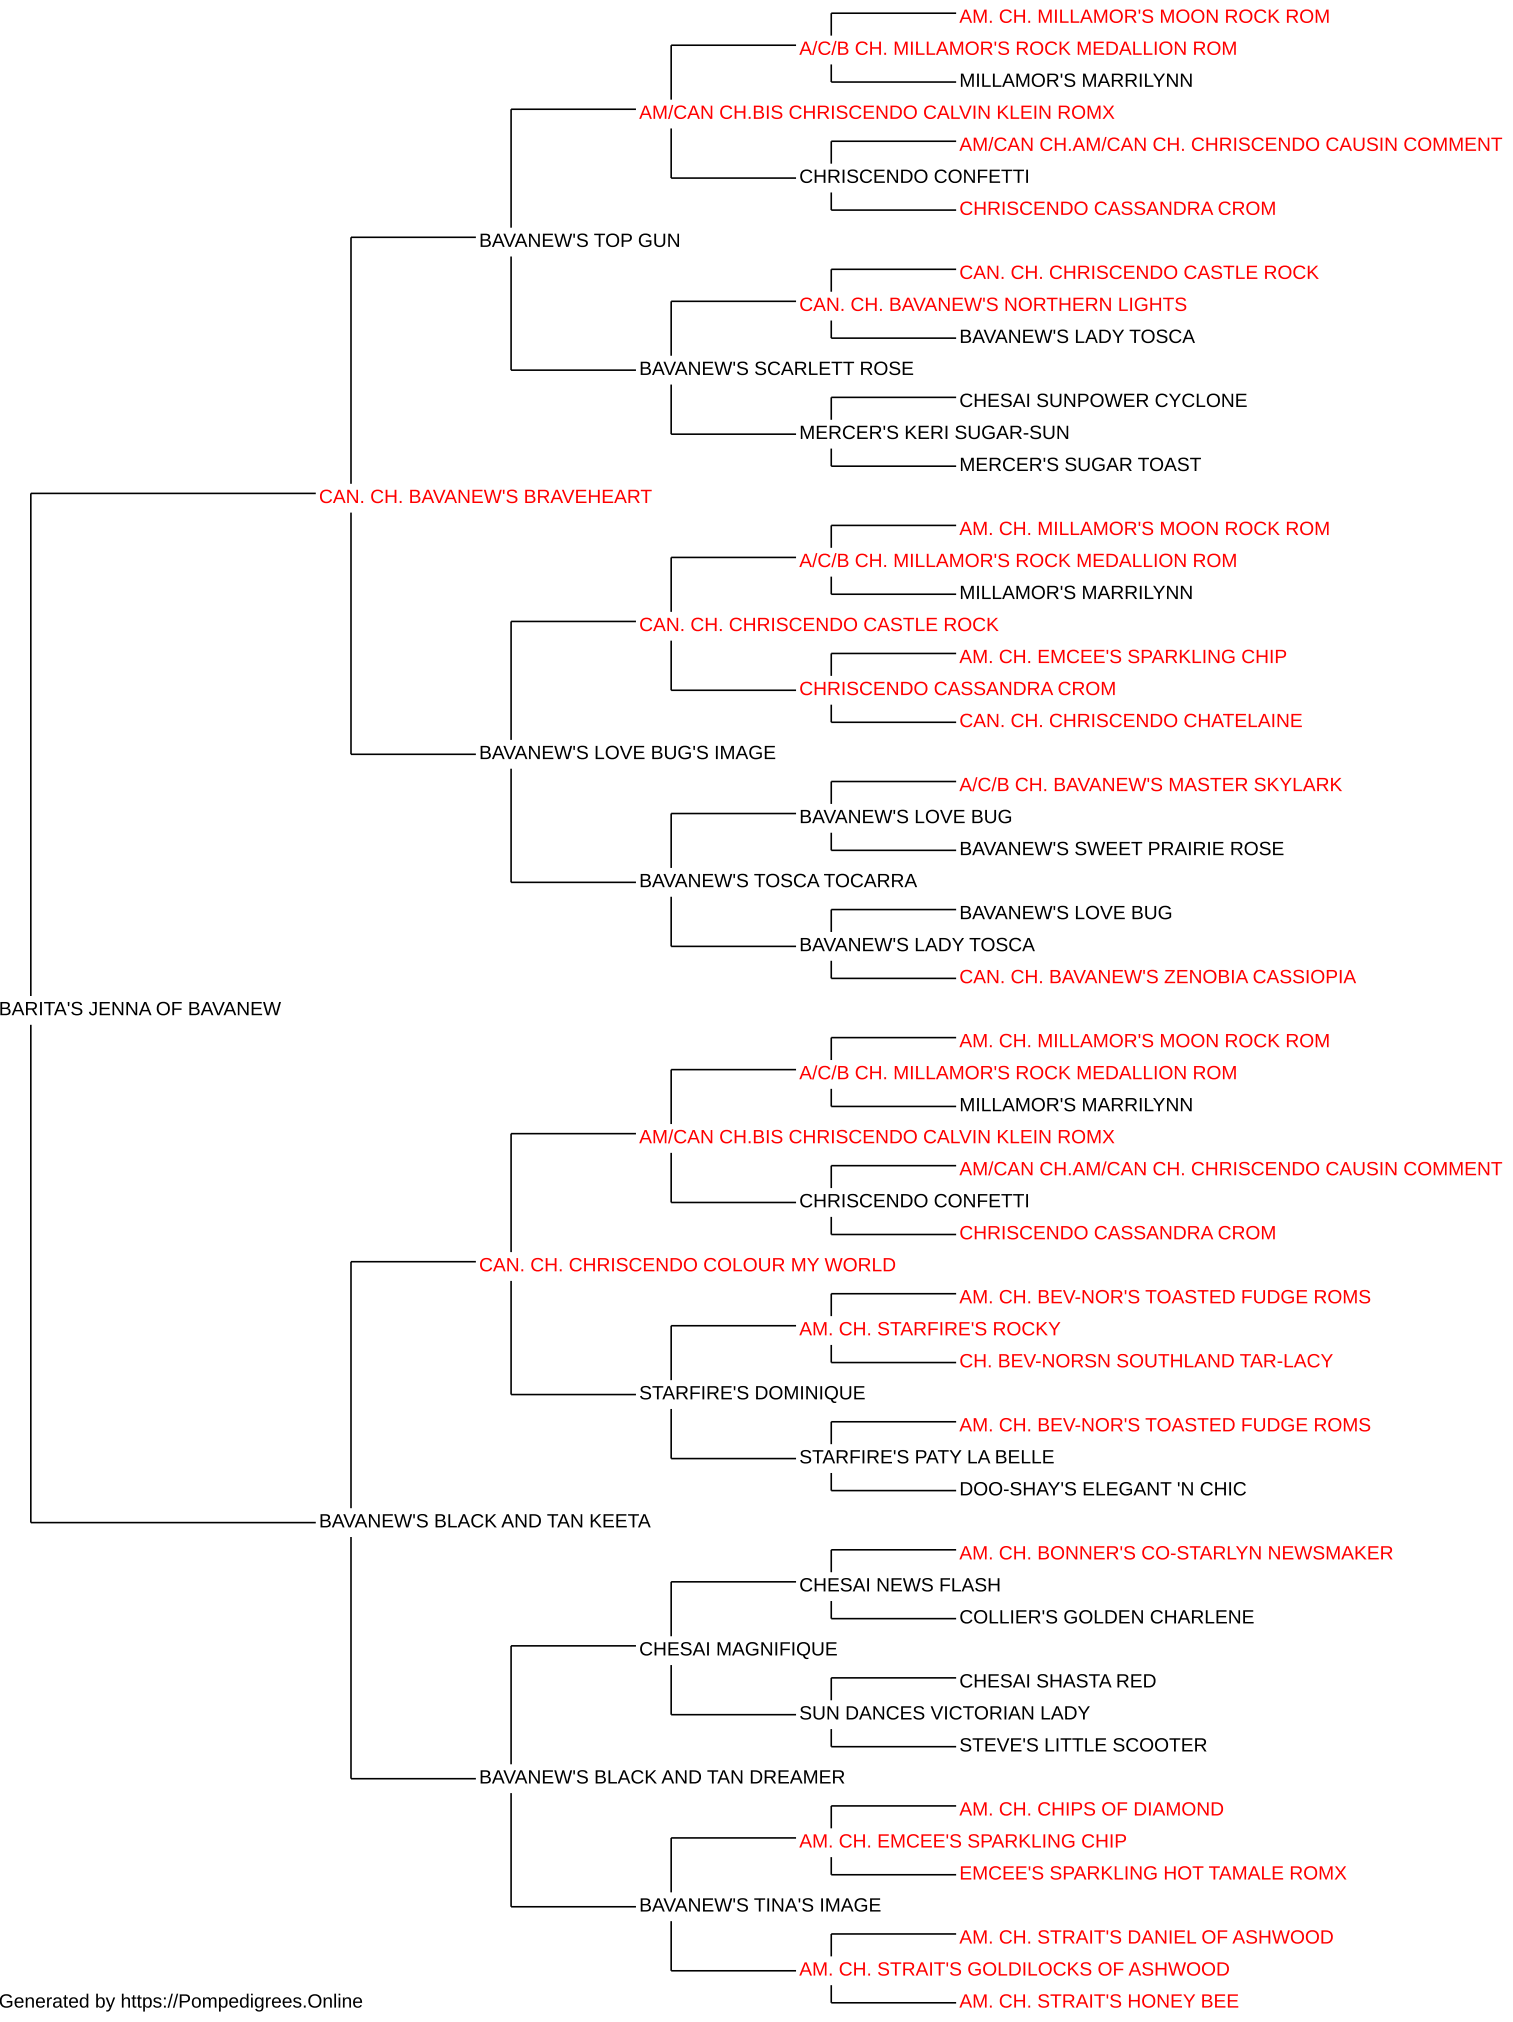 AM. CH. MILLAMOR'S MOON ROCK ROM
A/C/B CH. MILLAMOR'S ROCK MEDALLION ROM
MILLAMOR'S MARRILYNN
AM/CAN CH.BIS CHRISCENDO CALVIN KLEIN ROMX
AM/CAN CH.AM/CAN CH. CHRISCENDO CAUSIN COMMENT
CHRISCENDO CONFETTI
CHRISCENDO CASSANDRA CROM
BAVANEW'S TOP GUN
CAN. CH. CHRISCENDO CASTLE ROCK
CAN. CH. BAVANEW'S NORTHERN LIGHTS
BAVANEW'S LADY TOSCA
BAVANEW'S SCARLETT ROSE
CHESAI SUNPOWER CYCLONE
MERCER'S KERI SUGAR-SUN
MERCER'S SUGAR TOAST
CAN. CH. BAVANEW'S BRAVEHEART
AM. CH. MILLAMOR'S MOON ROCK ROM
A/C/B CH. MILLAMOR'S ROCK MEDALLION ROM
MILLAMOR'S MARRILYNN
CAN. CH. CHRISCENDO CASTLE ROCK
AM. CH. EMCEE'S SPARKLING CHIP
CHRISCENDO CASSANDRA CROM
CAN. CH. CHRISCENDO CHATELAINE
BAVANEW'S LOVE BUG'S IMAGE
A/C/B CH. BAVANEW'S MASTER SKYLARK
BAVANEW'S LOVE BUG
BAVANEW'S SWEET PRAIRIE ROSE
BAVANEW'S TOSCA TOCARRA
BAVANEW'S LOVE BUG
BAVANEW'S LADY TOSCA
CAN. CH. BAVANEW'S ZENOBIA CASSIOPIA
BARITA'S JENNA OF BAVANEW
AM. CH. MILLAMOR'S MOON ROCK ROM
A/C/B CH. MILLAMOR'S ROCK MEDALLION ROM
MILLAMOR'S MARRILYNN
AM/CAN CH.BIS CHRISCENDO CALVIN KLEIN ROMX
AM/CAN CH.AM/CAN CH. CHRISCENDO CAUSIN COMMENT
CHRISCENDO CONFETTI
CHRISCENDO CASSANDRA CROM
CAN. CH. CHRISCENDO COLOUR MY WORLD
AM. CH. BEV-NOR'S TOASTED FUDGE ROMS
AM. CH. STARFIRE'S ROCKY
CH. BEV-NORSN SOUTHLAND TAR-LACY
STARFIRE'S DOMINIQUE
AM. CH. BEV-NOR'S TOASTED FUDGE ROMS
STARFIRE'S PATY LA BELLE
DOO-SHAY'S ELEGANT 'N CHIC
BAVANEW'S BLACK AND TAN KEETA
AM. CH. BONNER'S CO-STARLYN NEWSMAKER
CHESAI NEWS FLASH
COLLIER'S GOLDEN CHARLENE
CHESAI MAGNIFIQUE
CHESAI SHASTA RED
SUN DANCES VICTORIAN LADY
STEVE'S LITTLE SCOOTER
BAVANEW'S BLACK AND TAN DREAMER
AM. CH. CHIPS OF DIAMOND
AM. CH. EMCEE'S SPARKLING CHIP
EMCEE'S SPARKLING HOT TAMALE ROMX
BAVANEW'S TINA'S IMAGE
AM. CH. STRAIT'S DANIEL OF ASHWOOD
AM. CH. STRAIT'S GOLDILOCKS OF ASHWOOD
AM. CH. STRAIT'S HONEY BEE
Generated by https://Pompedigrees.Online